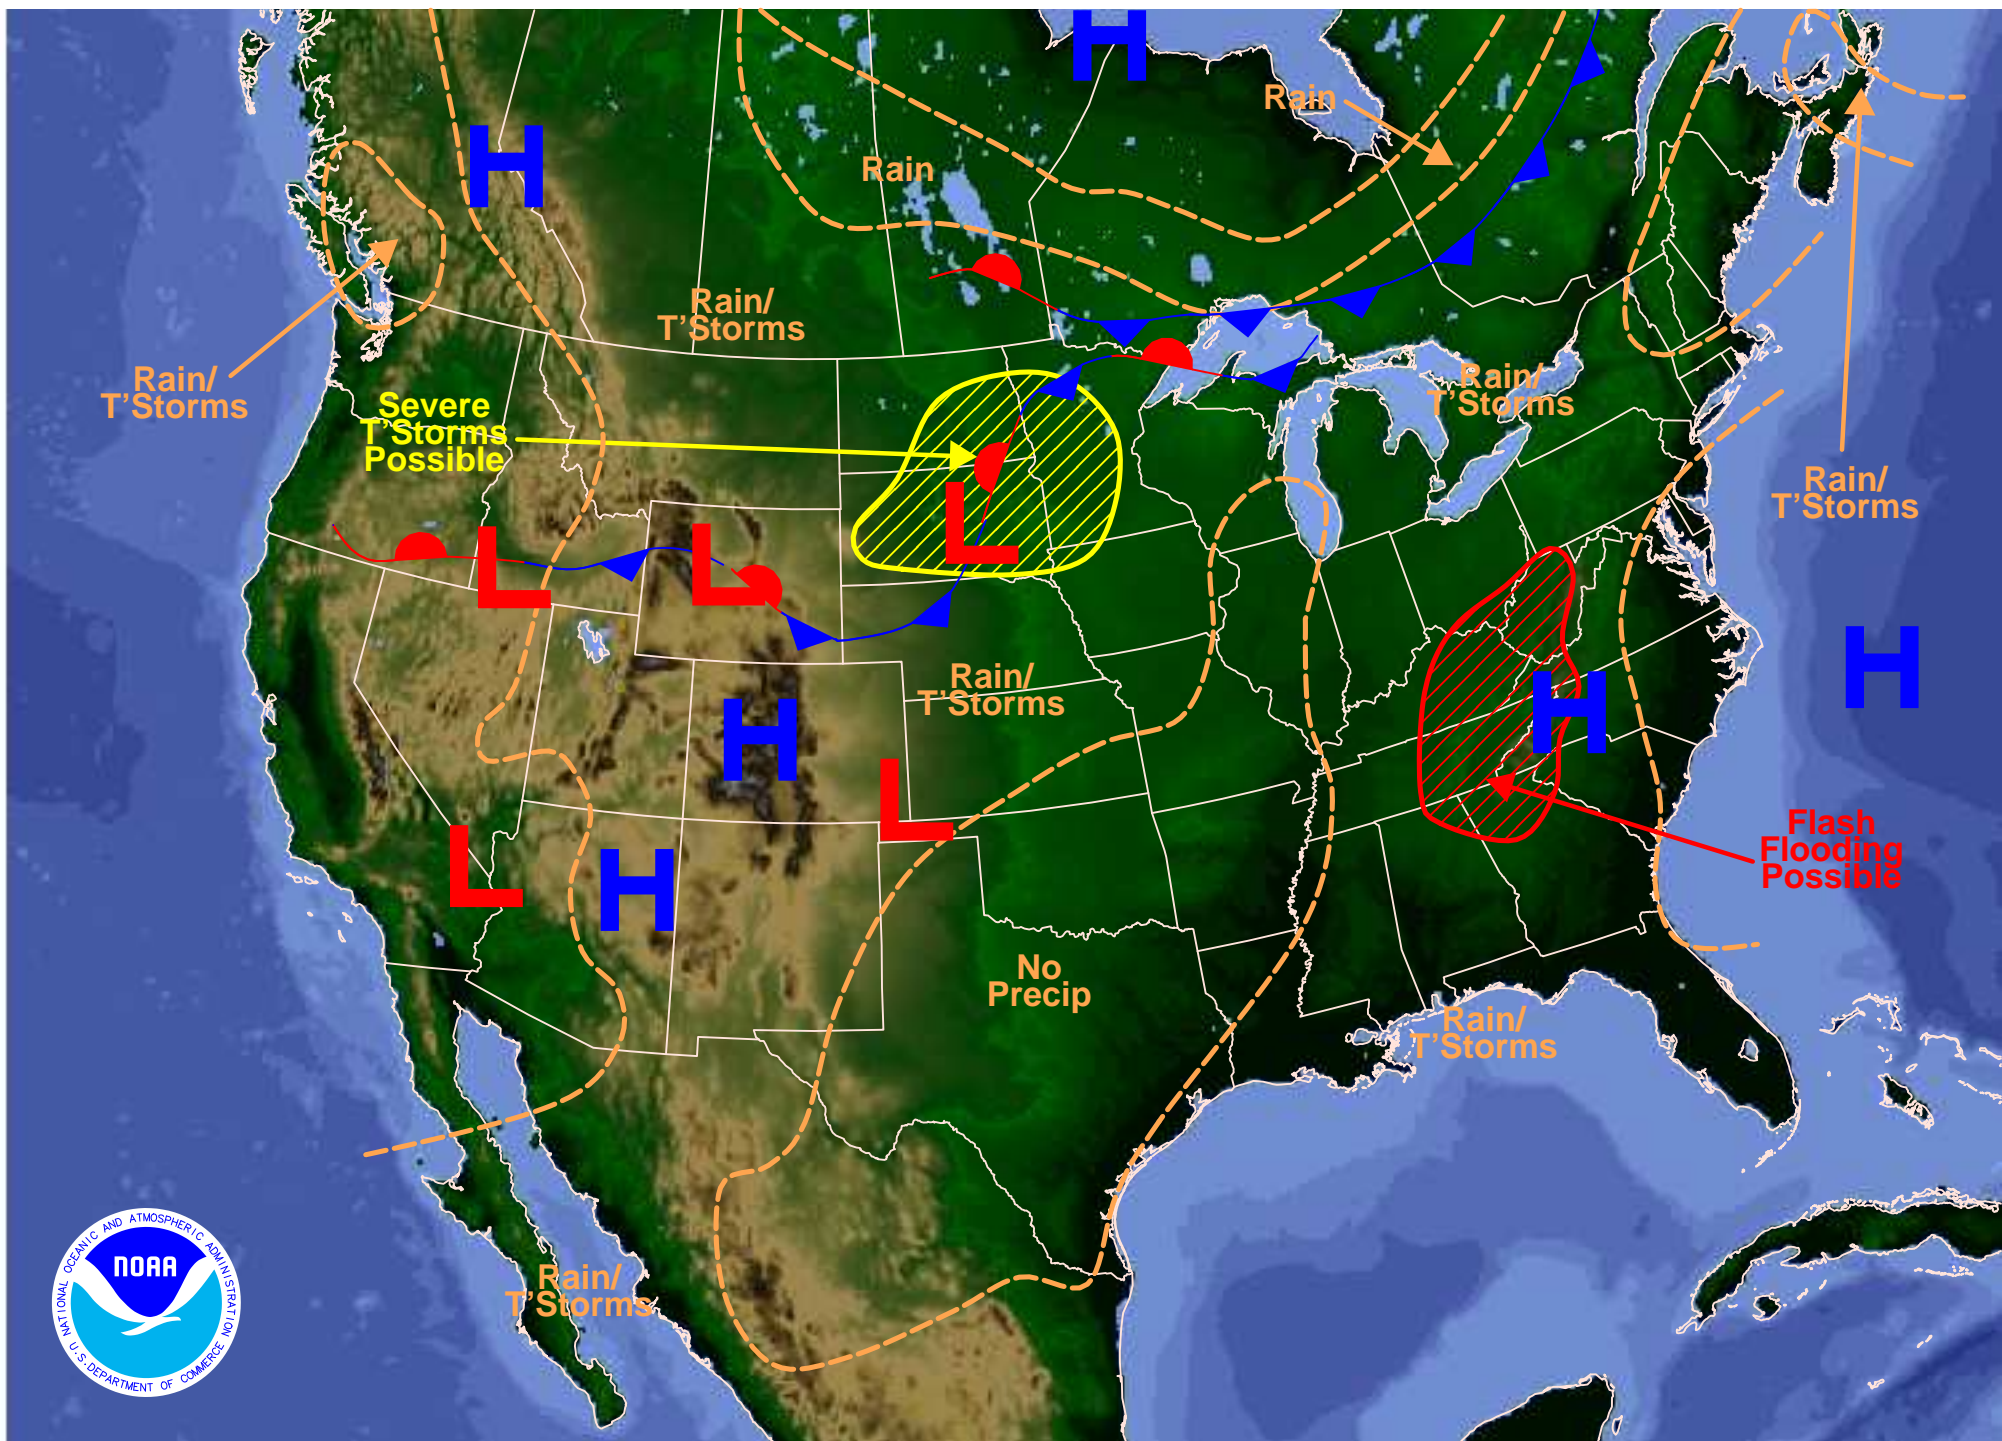 H
H
Rain
Rain
Rain/
T'Storms
Rain/
T'Storms
Severe
T'Storms
Possible
Rain/
T'Storms
Rain/
T'Storms
L
L
L
Rain/
T'Storms
H
H
H
L
L
H
Flash
Flooding
Possible
No
Precip
Rain/
T'Storms
Rain/
T'Storms
NATIONAL OCEANIC AND ATMOSPHERIC ADMINISTRATION
NOAA
U.S. DEPARTMENT OF COMMERCE